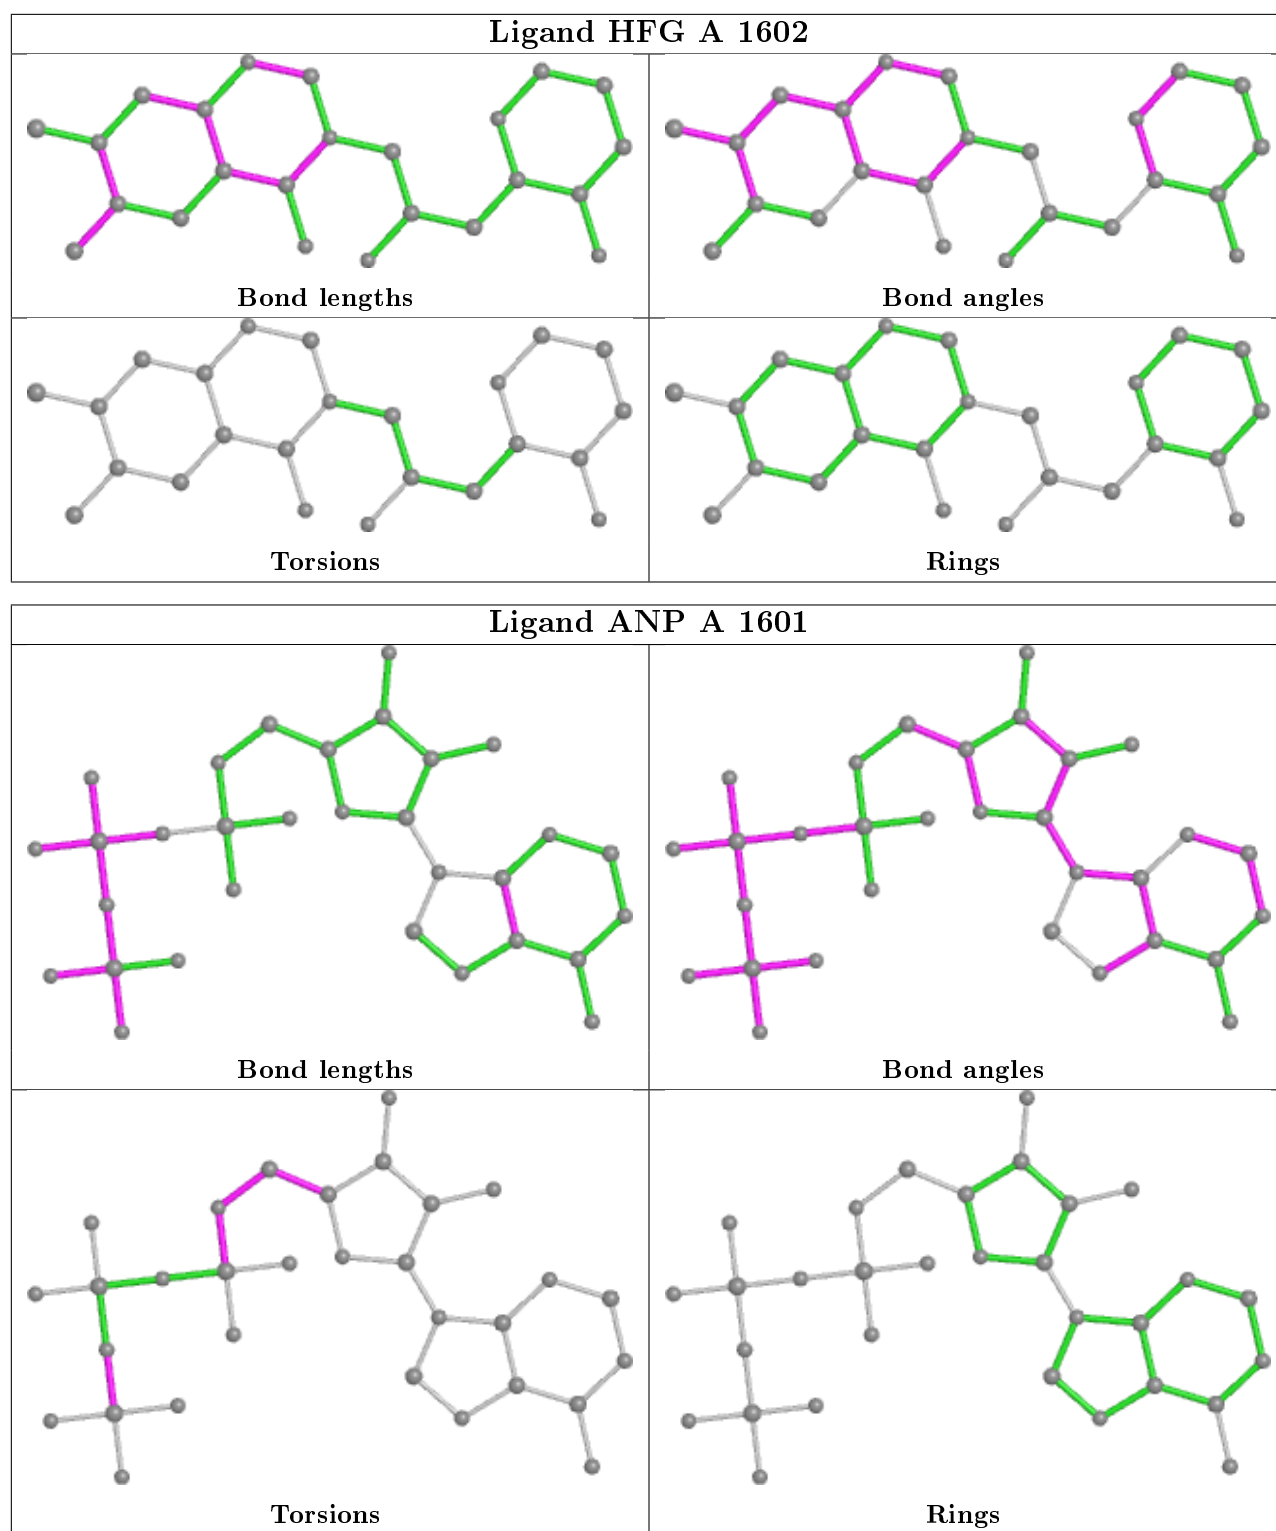 Ligand HFG A 1602
Bond lengths
Bond angles
Torsions
Rings
Ligand ANP A 1601
Bond lengths
Bond angles
Torsions
Rings